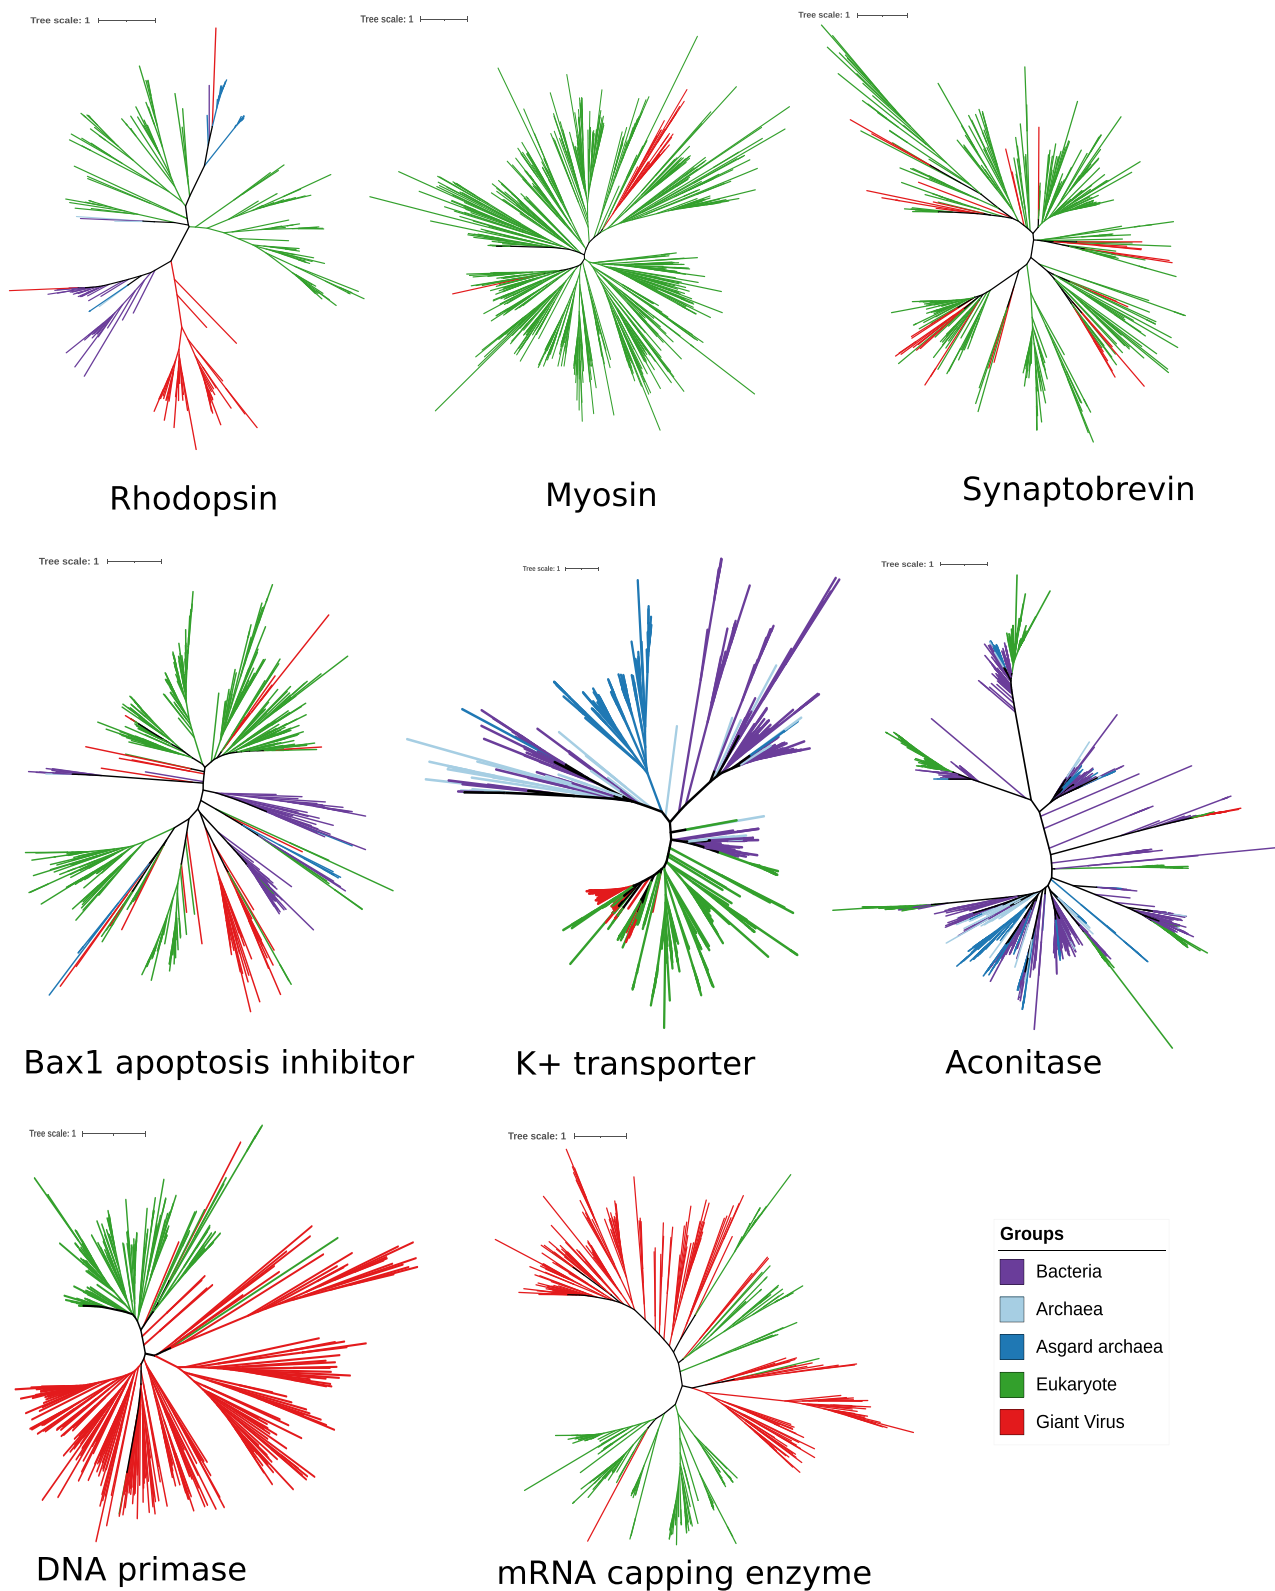 Tree scale: 1
Tree scale: 1
Tree scale: 1
Rhodopsin
Myosin
Synaptobrevin
Tree scale: 1
Tree scale: 1
Tree scale: 1
Bax1 apoptosis inhibitor
K+ transporter
Aconitase
Tree scale: 1
Tree scale: 1
Groups
Bacteria
Archaea
Asgard archaea
Eukaryote
Giant Virus
DNA primase
mRNA capping enzyme